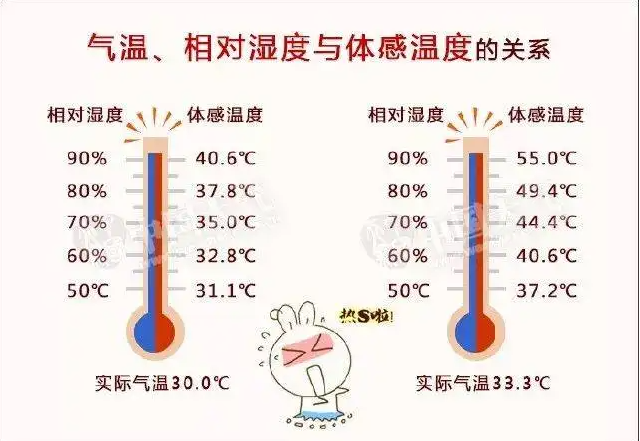 气温、相对湿度与体感温度的关系
相对湿度 体感温度
90% 40.6℃
80% 37.8℃
70% 35.0℃
60% 32.8℃
50℃ 31.1℃
实际气温30.0℃
相对湿度 体感温度
90% 55.0℃
80% 49.4℃
70% 44.4℃
60% 40.6℃
50℃ 37.2℃
实际气温33.3℃
热S啦!